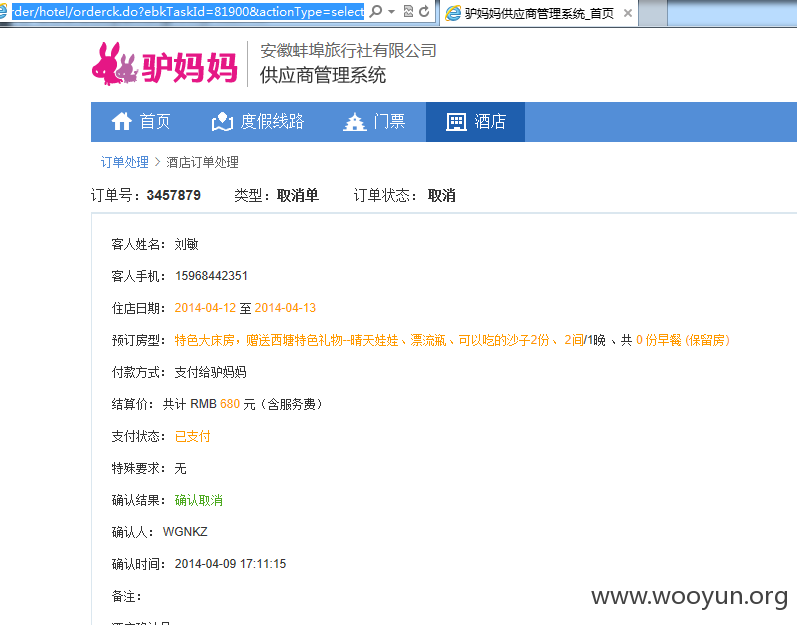 rder/hotel/orderck.do?ebkTaskId=81900&actionType=select
驴妈妈供应商管理系统_首页
驴妈妈
安徽蚌埠旅行社有限公司
供应商管理系统
首页 度假线路 门票 酒店
订单处理 > 酒店订单处理
订单号：3457879 类型：取消单 订单状态： 取消
客人姓名： 刘敏
客人手机： 15968442351
住店日期： 2014-04-12 至 2014-04-13
预订房型： 特色大床房，赠送西塘特色礼物--晴天娃娃、漂流瓶、可以吃的沙子2份、 2间/1晚 、共 0 份早餐 (保留房)
付款方式： 支付给驴妈妈
结算价： 共计 RMB 680 元（含服务费）
支付状态： 已支付
特殊要求： 无
确认结果： 确认取消
确认人： WGNKZ
确认时间： 2014-04-09 17:11:15
备注：
www.wooyun.org